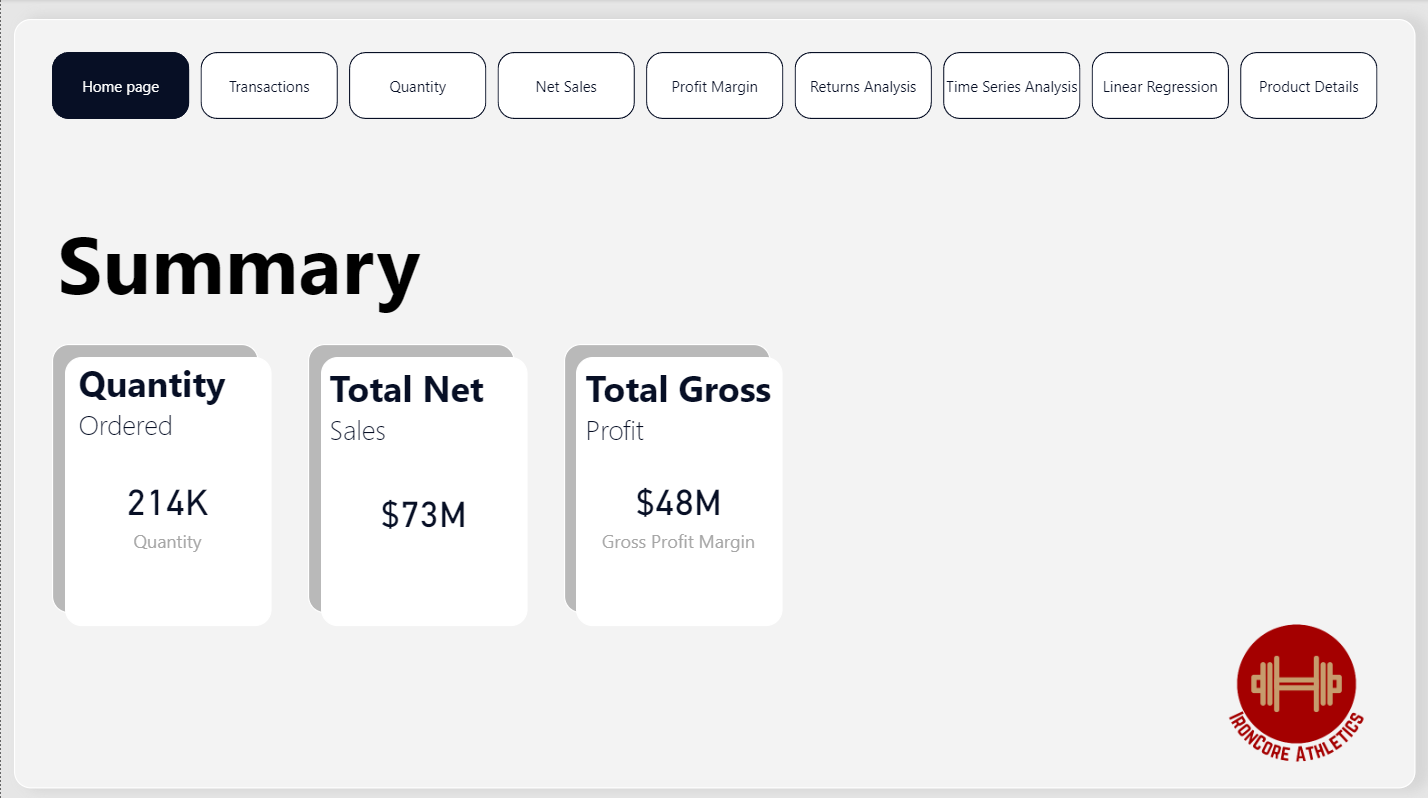 Home page
Transactions
Quantity
Net Sales
Profit Margin
Returns Analysis
Time Series Analysis
Linear Regression
Product Details
Summary
Quantity
Ordered
214K
Quantity
Total Net
Sales
$73M
Total Gross
Profit
$48M
Gross Profit Margin
IronCore Athletics